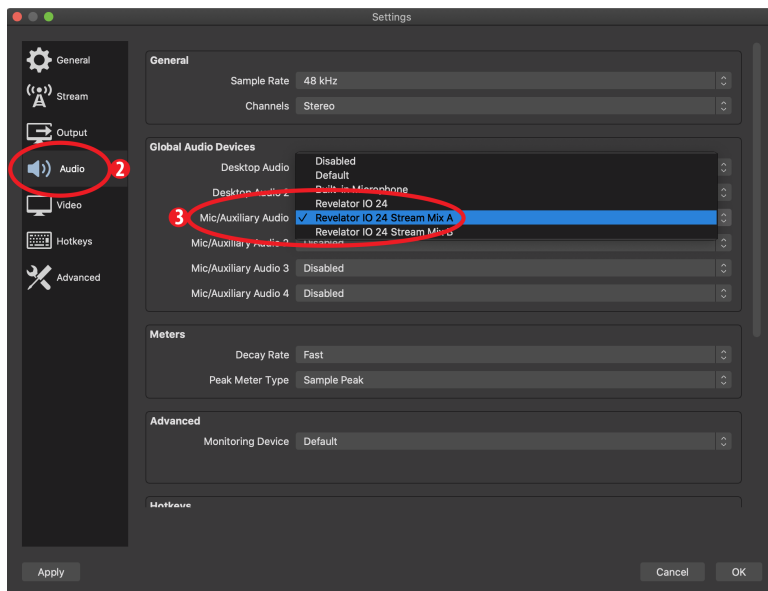 Settings
General
Stream
Output
Audio
2
Video
Hotkeys
Advanced
General
Sample Rate 48 kHz
Channels Stereo
Global Audio Devices
Desktop Audio
Desktop Audio 2
Mic/Auxiliary Audio
3
Disabled
Default
Built-in Microphone
Revelator IO 24
✓ Revelator IO 24 Stream Mix A
Revelator IO 24 Stream Mix B
Mic/Auxiliary Audio 2 Disabled
Mic/Auxiliary Audio 3 Disabled
Mic/Auxiliary Audio 4 Disabled
Meters
Decay Rate Fast
Peak Meter Type Sample Peak
Advanced
Monitoring Device Default
Hotkeys
Apply
Cancel
OK